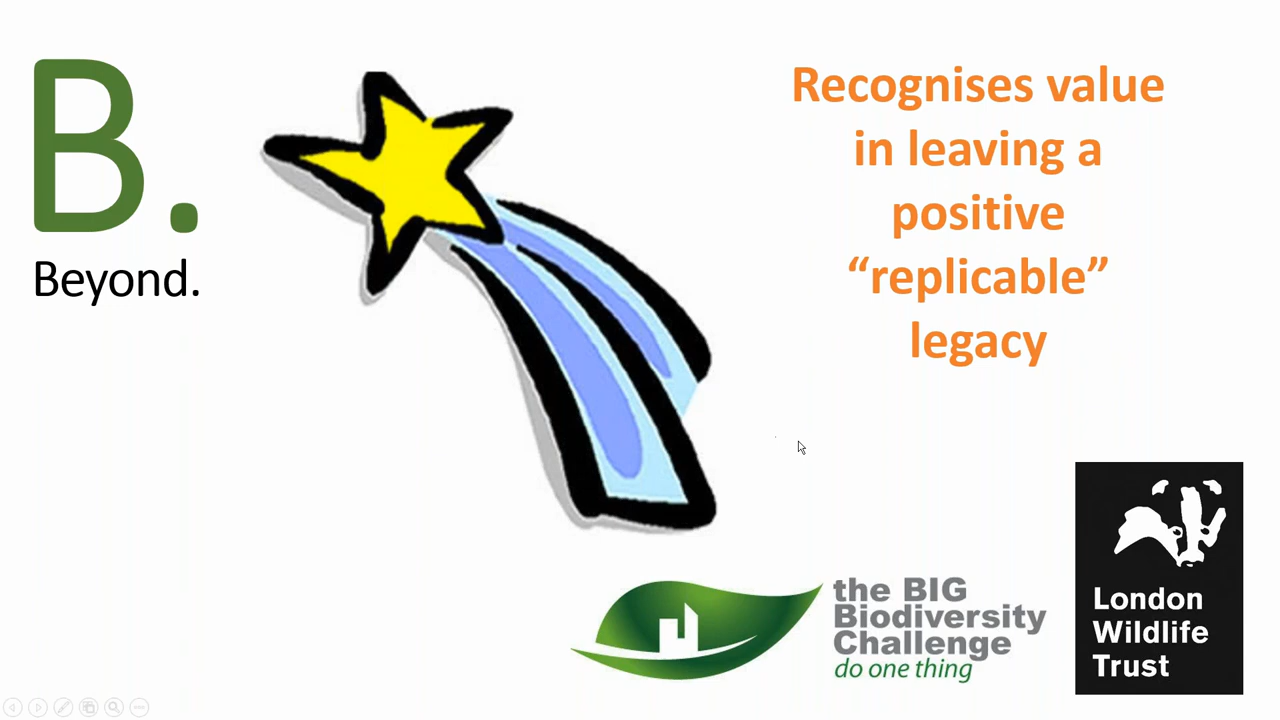 B.
Beyond.
Recognises value
in leaving a
positive
“replicable”
legacy
the BIG
Biodiversity
Challenge
do one thing
London
Wildlife
Trust